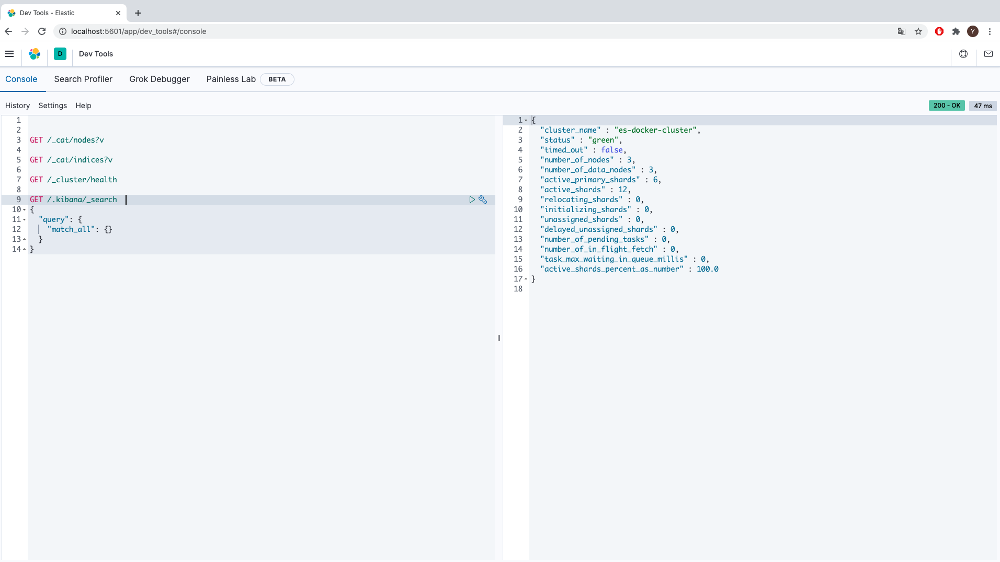 Dev Tools - Elastic
localhost:5601/app/dev_tools#/console
Y
D
Dev Tools
Console Search Profiler Grok Debugger Painless Lab BETA
History Settings Help
200 - OK 47 ms
1
2
3 GET /_cat/nodes?v
4
5 GET /_cat/indices?v
6
7 GET /_cluster/health
8
9 GET /.kibana/_search
10 {
11 "query": {
12 "match_all": {}
13 }
14 }
1 {
2 "cluster_name" : "es-docker-cluster",
3 "status" : "green",
4 "timed_out" : false,
5 "number_of_nodes" : 3,
6 "number_of_data_nodes" : 3,
7 "active_primary_shards" : 6,
8 "active_shards" : 12,
9 "relocating_shards" : 0,
10 "initializing_shards" : 0,
11 "unassigned_shards" : 0,
12 "delayed_unassigned_shards" : 0,
13 "number_of_pending_tasks" : 0,
14 "number_of_in_flight_fetch" : 0,
15 "task_max_waiting_in_queue_millis" : 0,
16 "active_shards_percent_as_number" : 100.0
17 }
18